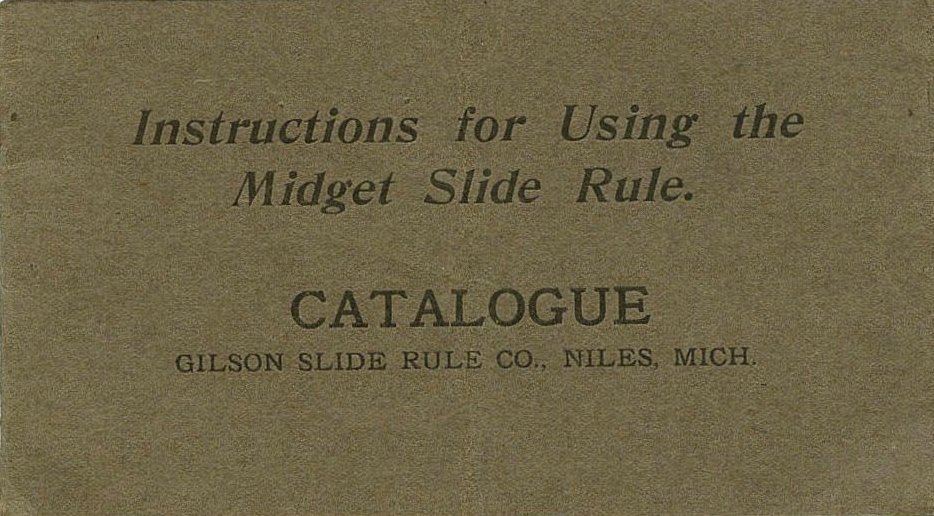 Instructions for Using the
Midget Slide Rule.
CATALOGUE
GILSON SLIDE RULE CO., NILES, MICH.